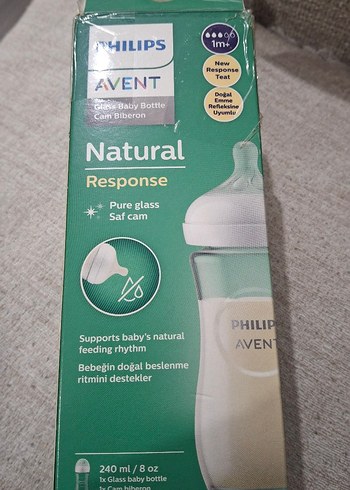 PHILIPS
AVENT
Glass Baby Bottle
Cam Biberon
1m+
New
Response
Teat
Doğal
Emme
Refleksine
Uyumlu
Natural
Response
Pure glass
Saf cam
PHILIP
AVENT
Supports baby's natural
feeding rhythm
Bebeğin doğal beslenme
ritmini destekler
240 ml / 8 oz
1x Glass baby bottle
1x Cam biberon